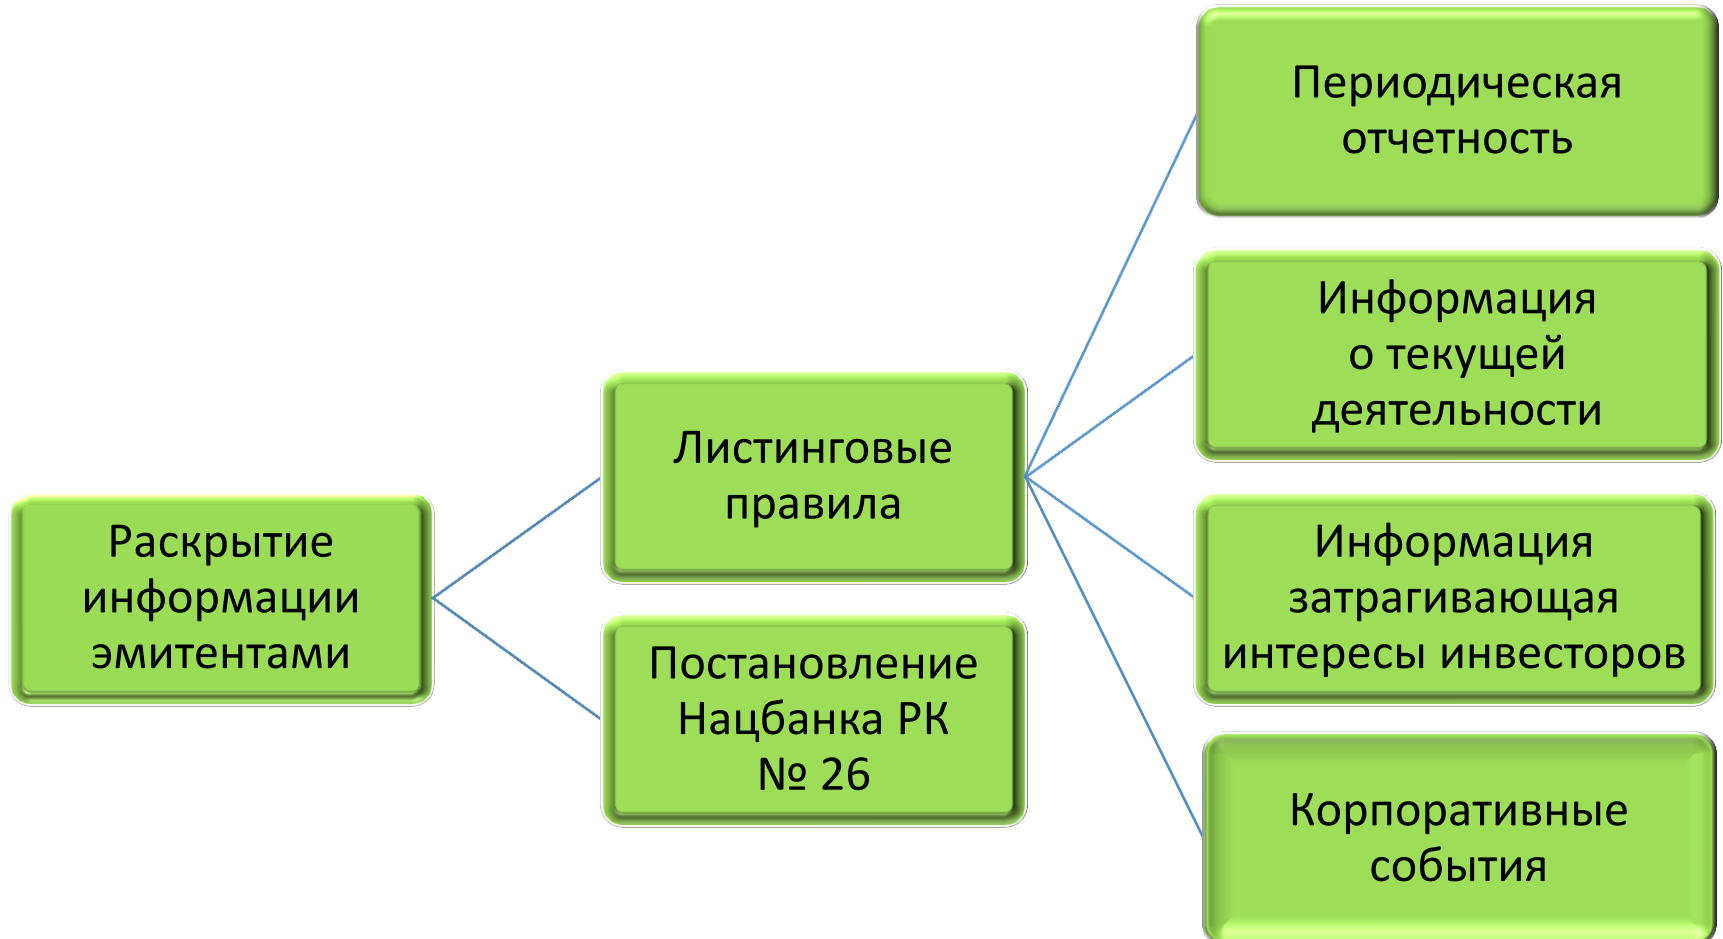 Раскрытие
информации
эмитентами
Листинговые
правила
Постановление
Нацбанка РК
№ 26
Периодическая
отчетность
Информация
о текущей
деятельности
Информация
затрагивающая
интересы инвесторов
Корпоративные
события